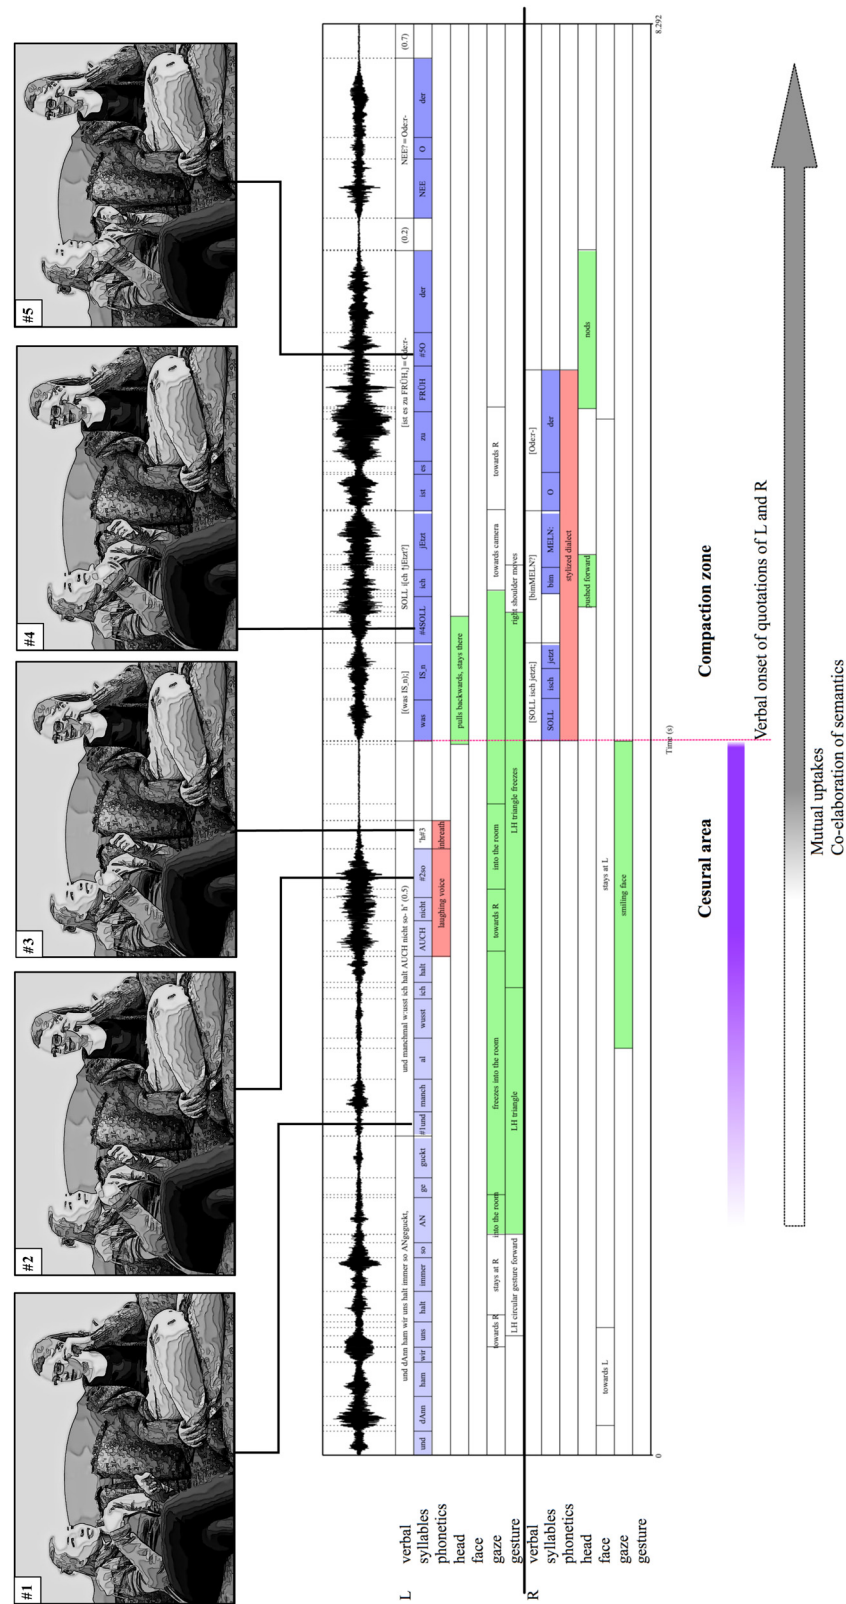 #1
#2
#3
#4
#5
L
verbal
und dAnn ham wir uns halt immer so ANgeguckt,
und manchmal w:usst ich halt AUCH nicht so- h° (0.5)
[(was IS_n);]
SOLL i[ch ↑jEtzt?]
[ist es zu FRÜH,]=Ode:r-
(0.2)
NEE?=Ode:r-
(0.7)
syllables
und
dAnn
ham
wir
uns
halt
immer
so
AN
ge
guckt
#1und
manch
al
wusst
ich
halt
AUCH
nicht
#2so
°h#3
was
IS_n
#4SOLL
ich
jEtzt
ist
es
zu
FRÜH
#5O
der
NEE
O
der
phonetics
laughing voice
inbreath
head
pulls backwards, stays there
face
gaze
towards R
stays at R
into the room
freezes into the room
towards R
into the room
towards camera
towards R
gesture
LH circular gesture forward
LH triangle
LH triangle freezes
right shoulder moves
R
verbal
[SOLL isch jetzt;]
[bimMELN?]
[Ode:r-]
syllables
SOLL
isch
jetzt
bim
MELN:
O
der
phonetics
stylized dialect
head
pushed forward
nods
face
towards L
stays at L
gaze
smiling face
gesture
0
Time (s)
8.292
Cesural area
Compaction zone
Verbal onset of quotations of L and R
Mutual uptakes
Co-elaboration of semantics